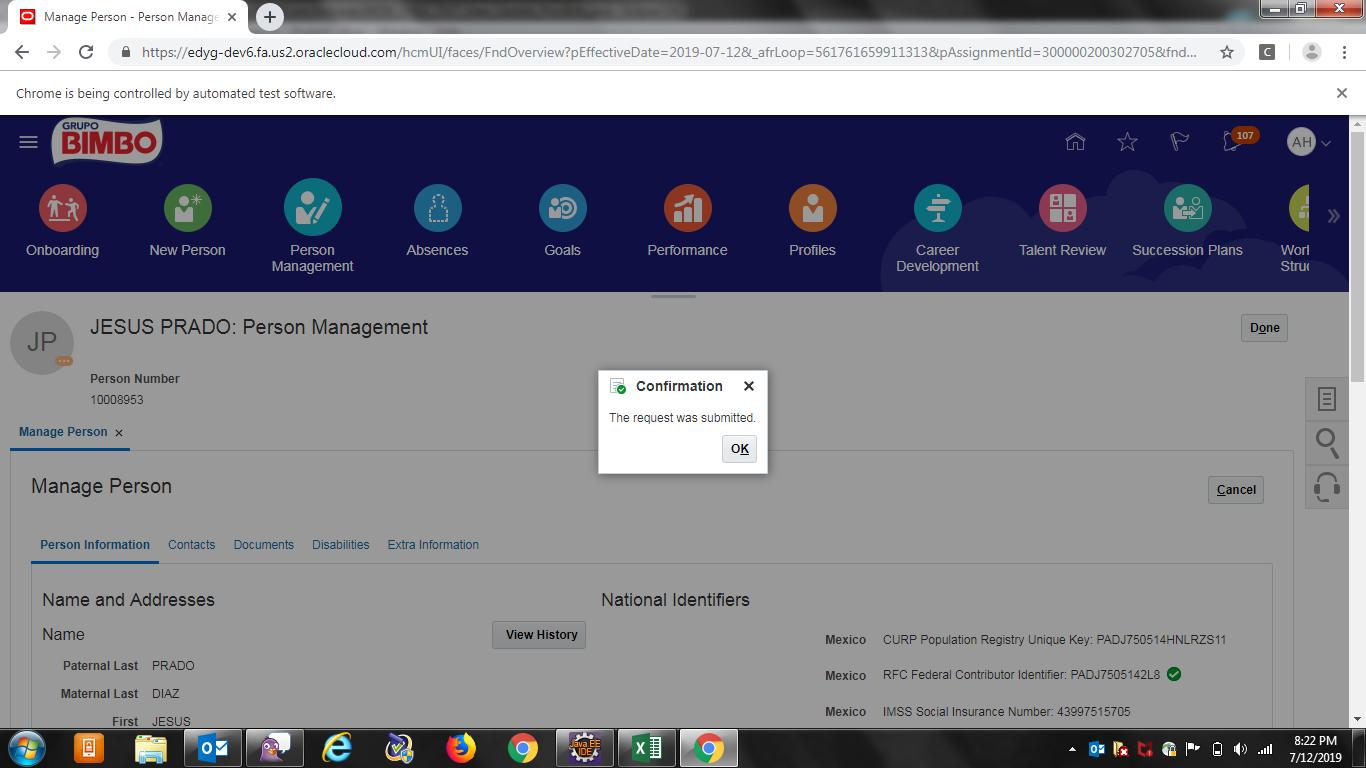 Manage Person - Person Manage
https://edyg-dev6.fa.us2.oraclecloud.com/hcmUI/faces/FndOverview?pEffectiveDate=2019-07-12&_afrLoop=561761659911313&pAssignmentId=300000200302705&fnd...
C
Chrome is being controlled by automated test software.
GRUPO
BIMBO
107
AH
Onboarding
New Person
Person
Management
Absences
Goals
Performance
Profiles
Career
Development
Talent Review
Succession Plans
Worl
Struc
JP
JESUS PRADO: Person Management
Done
Person Number
10008953
Confirmation
The request was submitted.
OK
Manage Person
Manage Person
Cancel
Person Information
Contacts
Documents
Disabilities
Extra Information
Name and Addresses
National Identifiers
Name
View History
Mexico CURP Population Registry Unique Key: PADJ750514HNLRZS11
Paternal Last PRADO
Mexico RFC Federal Contributor Identifier: PADJ7505142L8
Maternal Last DIAZ
Mexico IMSS Social Insurance Number: 43997515705
First JESUS
Java EE
IDE
8:22 PM
7/12/2019